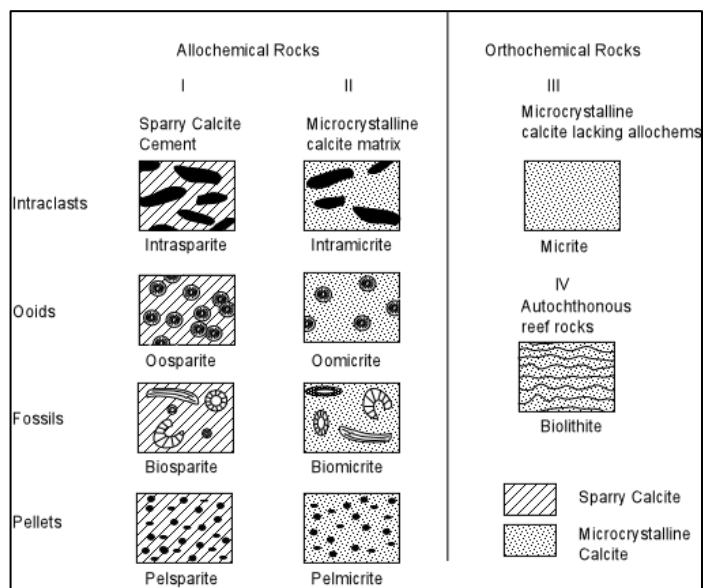 Allochemical Rocks
Orthochemical Rocks
I
II
III
Sparry Calcite
Cement
Microcrystalline
calcite matrix
Microcrystalline
calcite lacking allochems
Intraclasts
Intrasparite
Intramicrite
Micrite
Ooids
Oosparite
Oomicrite
IV
Autochthonous
reef rocks
Biolithite
Fossils
Biosparite
Biomicrite
Pellets
Pelsparite
Pelmicrite
Sparry Calcite
Microcrystalline
Calcite